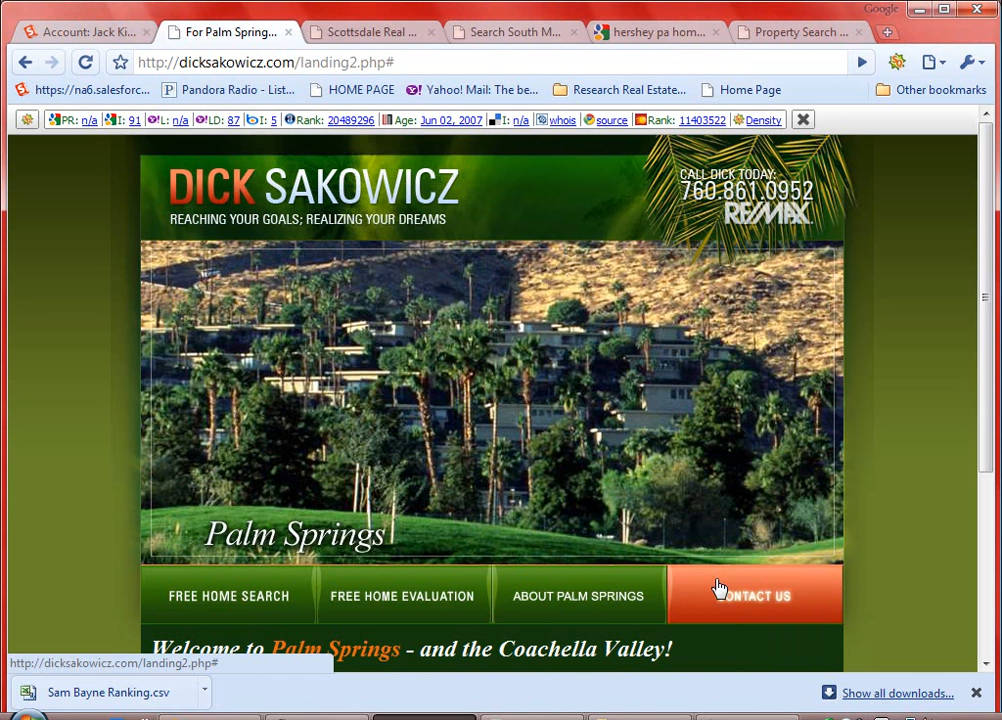 Google
Account: Jack Ki...
For Palm Spring...
Scottsdale Real ...
Search South M...
hershey pa hom...
Property Search ...
http://dicksakowicz.com/landing2.php#
https://na6.salesforc...
Pandora Radio - List...
HOME PAGE
Yahoo! Mail: The be...
Research Real Estate...
Home Page
Other bookmarks
PR: n/a I: 91 L: n/a LD: 87 I: 5 Rank: 20489296 Age: Jun 02, 2007 I: n/a whois source Rank: 11403522 Density
DICK SAKOWICZ
REACHING YOUR GOALS; REALIZING YOUR DREAMS
CALL DICK TODAY:
760.861.0952
RE/MAX
Palm Springs
FREE HOME SEARCH
FREE HOME EVALUATION
ABOUT PALM SPRINGS
CONTACT US
Welcome to Palm Springs - and the Coachella Valley!
http://dicksakowicz.com/landing2.php#
Sam Bayne Ranking.csv
Show all downloads...